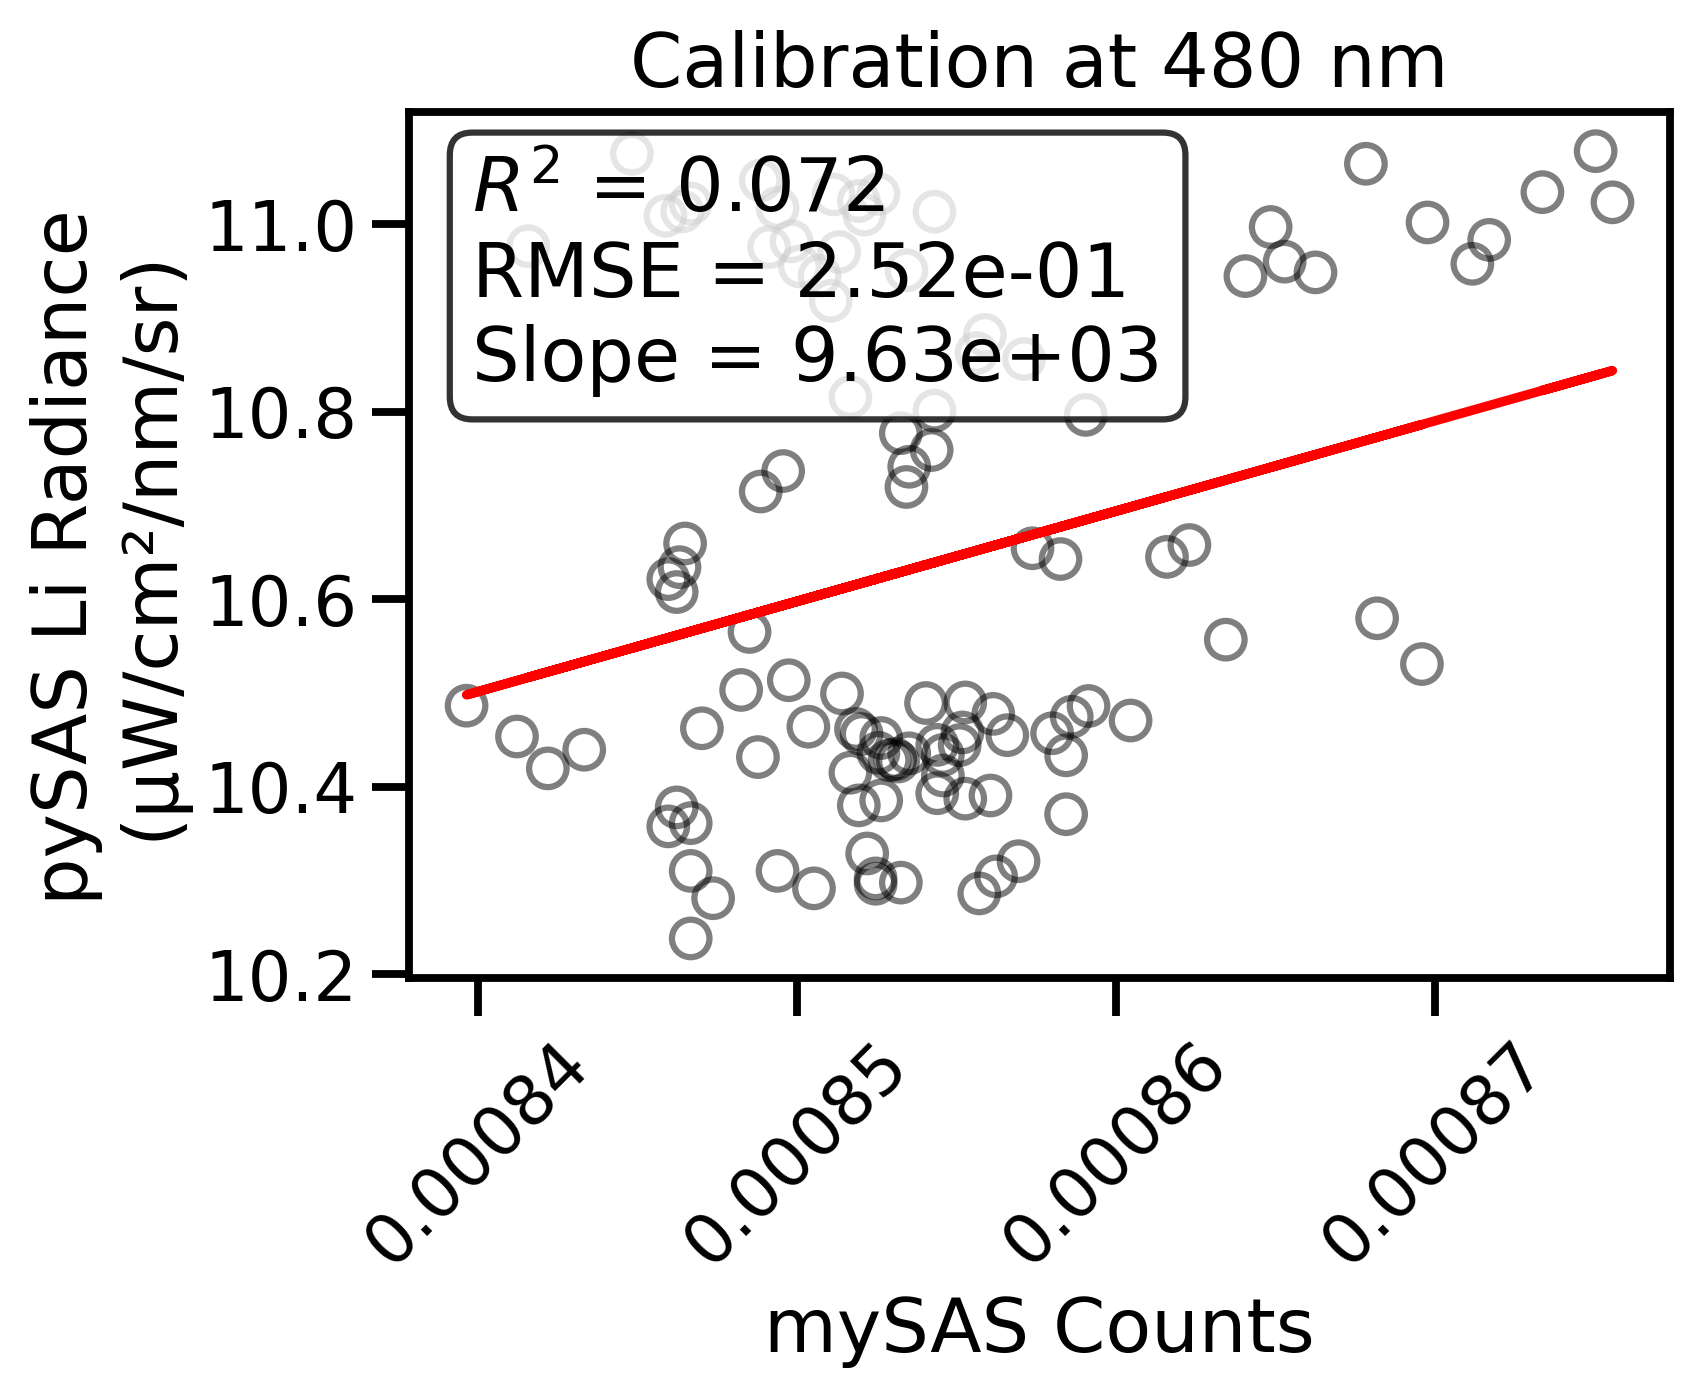 Calibration at 480 nm
R² = 0.072
RMSE = 2.52e-01
Slope = 9.63e+03
pySAS Li Radiance
(µW/cm²/nm/sr)
11.0
10.8
10.6
10.4
10.2
0.00084
0.00085
0.00086
0.00087
mySAS Counts